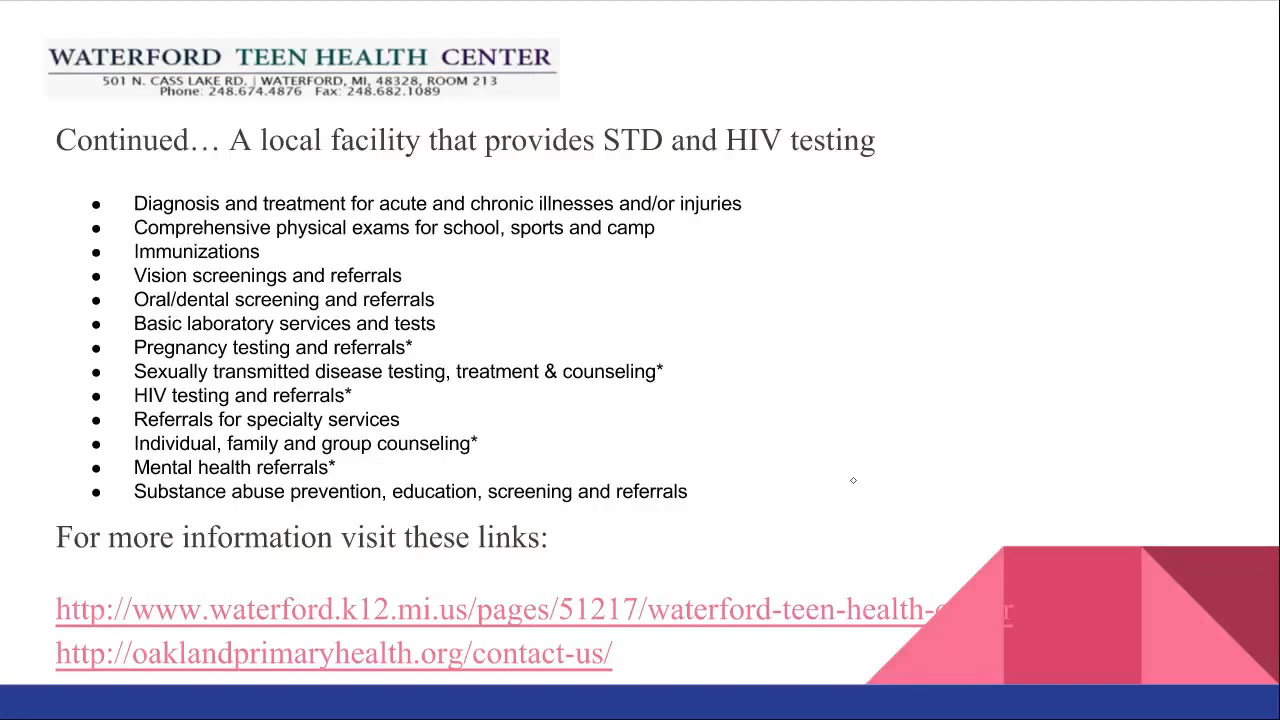 WATERFORD TEEN HEALTH CENTER
501 N. CASS LAKE RD. | WATERFORD, MI, 48328, ROOM 213
Phone: 248.674.4876 Fax: 248.682.1089
Continued… A local facility that provides STD and HIV testing
● Diagnosis and treatment for acute and chronic illnesses and/or injuries
● Comprehensive physical exams for school, sports and camp
● Immunizations
● Vision screenings and referrals
● Oral/dental screening and referrals
● Basic laboratory services and tests
● Pregnancy testing and referrals*
● Sexually transmitted disease testing, treatment & counseling*
● HIV testing and referrals*
● Referrals for specialty services
● Individual, family and group counseling*
● Mental health referrals*
● Substance abuse prevention, education, screening and referrals
For more information visit these links:
http://www.waterford.k12.mi.us/pages/51217/waterford-teen-health-
http://oaklandprimaryhealth.org/contact-us/